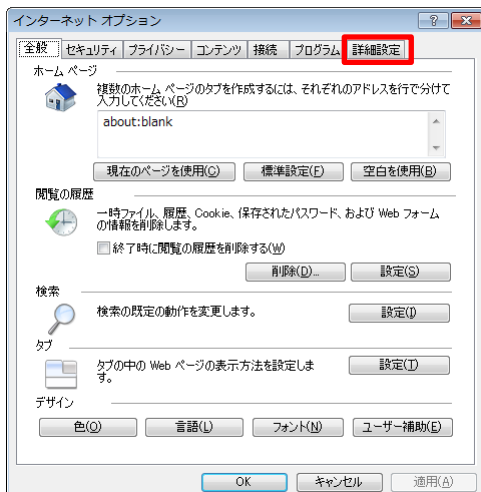 インターネット オプション
全般 セキュリティ プライバシー コンテンツ 接続 プログラム 詳細設定
ホーム ページ
複数のホーム ページのタブを作成するには、それぞれのアドレスを行で分けて
入力してください(R)
about:blank
現在のページを使用(C) 標準設定(F) 空白を使用(B)
閲覧の履歴
一時ファイル、履歴、Cookie、保存されたパスワード、および Web フォーム
の情報を削除します。
終了時に閲覧の履歴を削除する(W)
削除(D)... 設定(S)
検索
検索の既定の動作を変更します。 設定(I)
タブ
タブの中の Web ページの表示方法を設定しま
す。
設定(T)
デザイン
色(O) 言語(L) フォント(N) ユーザー補助(E)
OK キャンセル 適用(A)